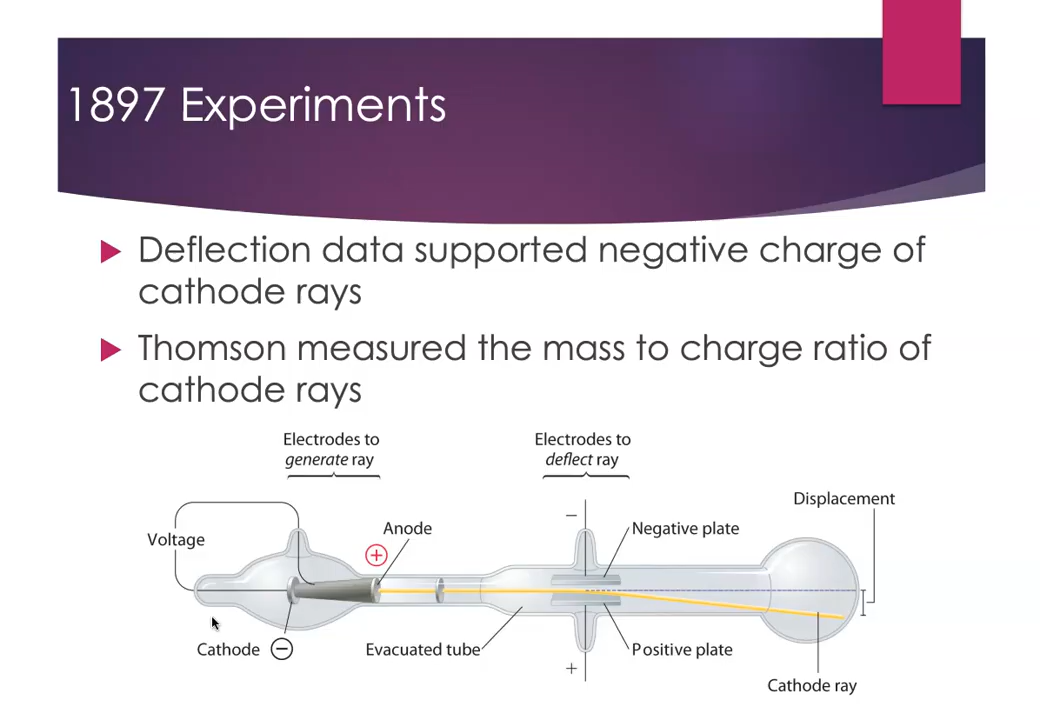 1897 Experiments
Deflection data supported negative charge of
cathode rays
Thomson measured the mass to charge ratio of
cathode rays
Electrodes to
generate ray
Electrodes to
deflect ray
Displacement
Voltage
Anode
+
−
Negative plate
Cathode −
Evacuated tube
Positive plate
+
Cathode ray